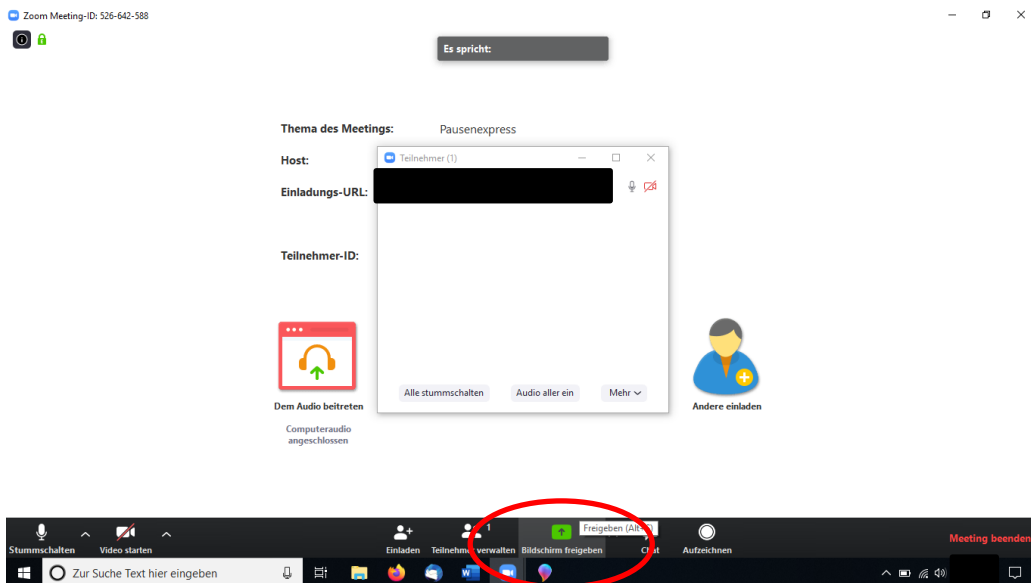 Zoom Meeting-ID: 526-642-588
Es spricht:
Thema des Meetings: Pausenexpress
Host:
Einladungs-URL:
Teilnehmer-ID:
Teilnehmer (1)
Alle stummschalten Audio aller ein Mehr
Dem Audio beitreten
Computeraudio
angeschlossen
Andere einladen
1
Freigeben
Stummschalten Video starten Einladen Teilnehmer verwalten Bildschirm freigeben Chat Aufzeichnen Meeting beenden
Zur Suche Text hier eingeben